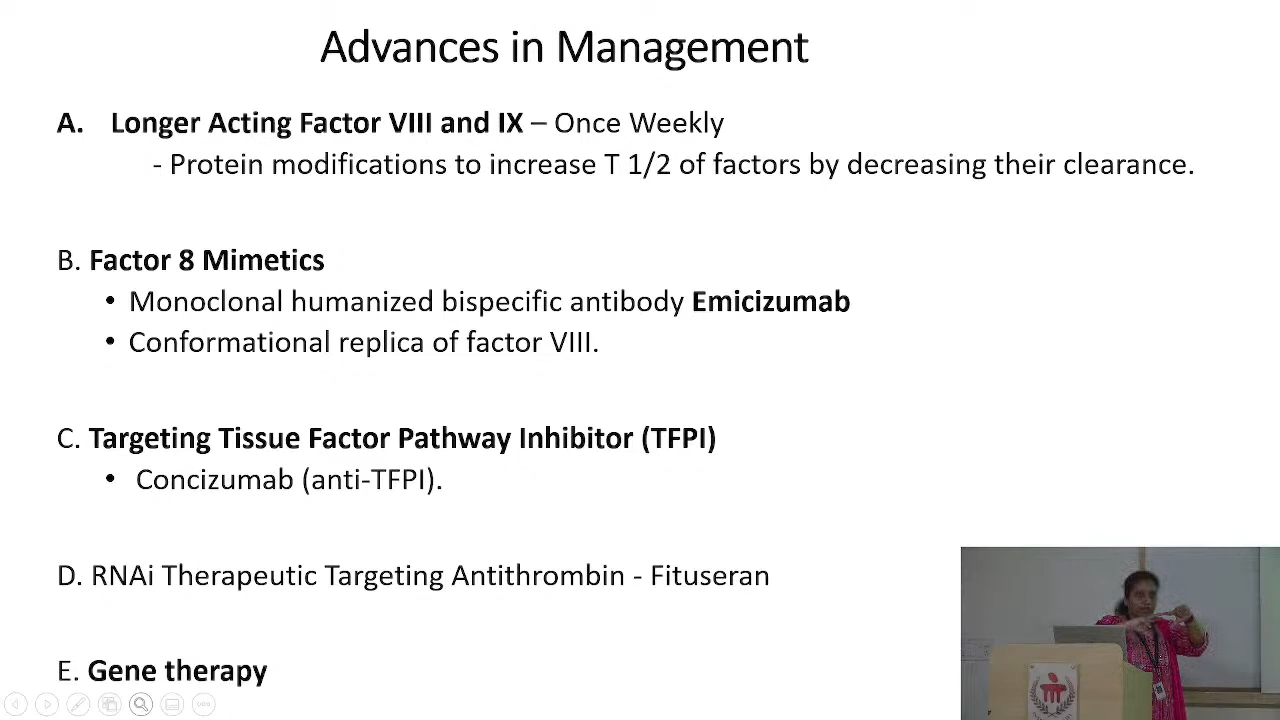 Advances in Management
A. Longer Acting Factor VIII and IX – Once Weekly
- Protein modifications to increase T 1/2 of factors by decreasing their clearance.
B. Factor 8 Mimetics
• Monoclonal humanized bispecific antibody Emicizumab
• Conformational replica of factor VIII.
C. Targeting Tissue Factor Pathway Inhibitor (TFPI)
• Concizumab (anti-TFPI).
D. RNAi Therapeutic Targeting Antithrombin - Fituseran
E. Gene therapy